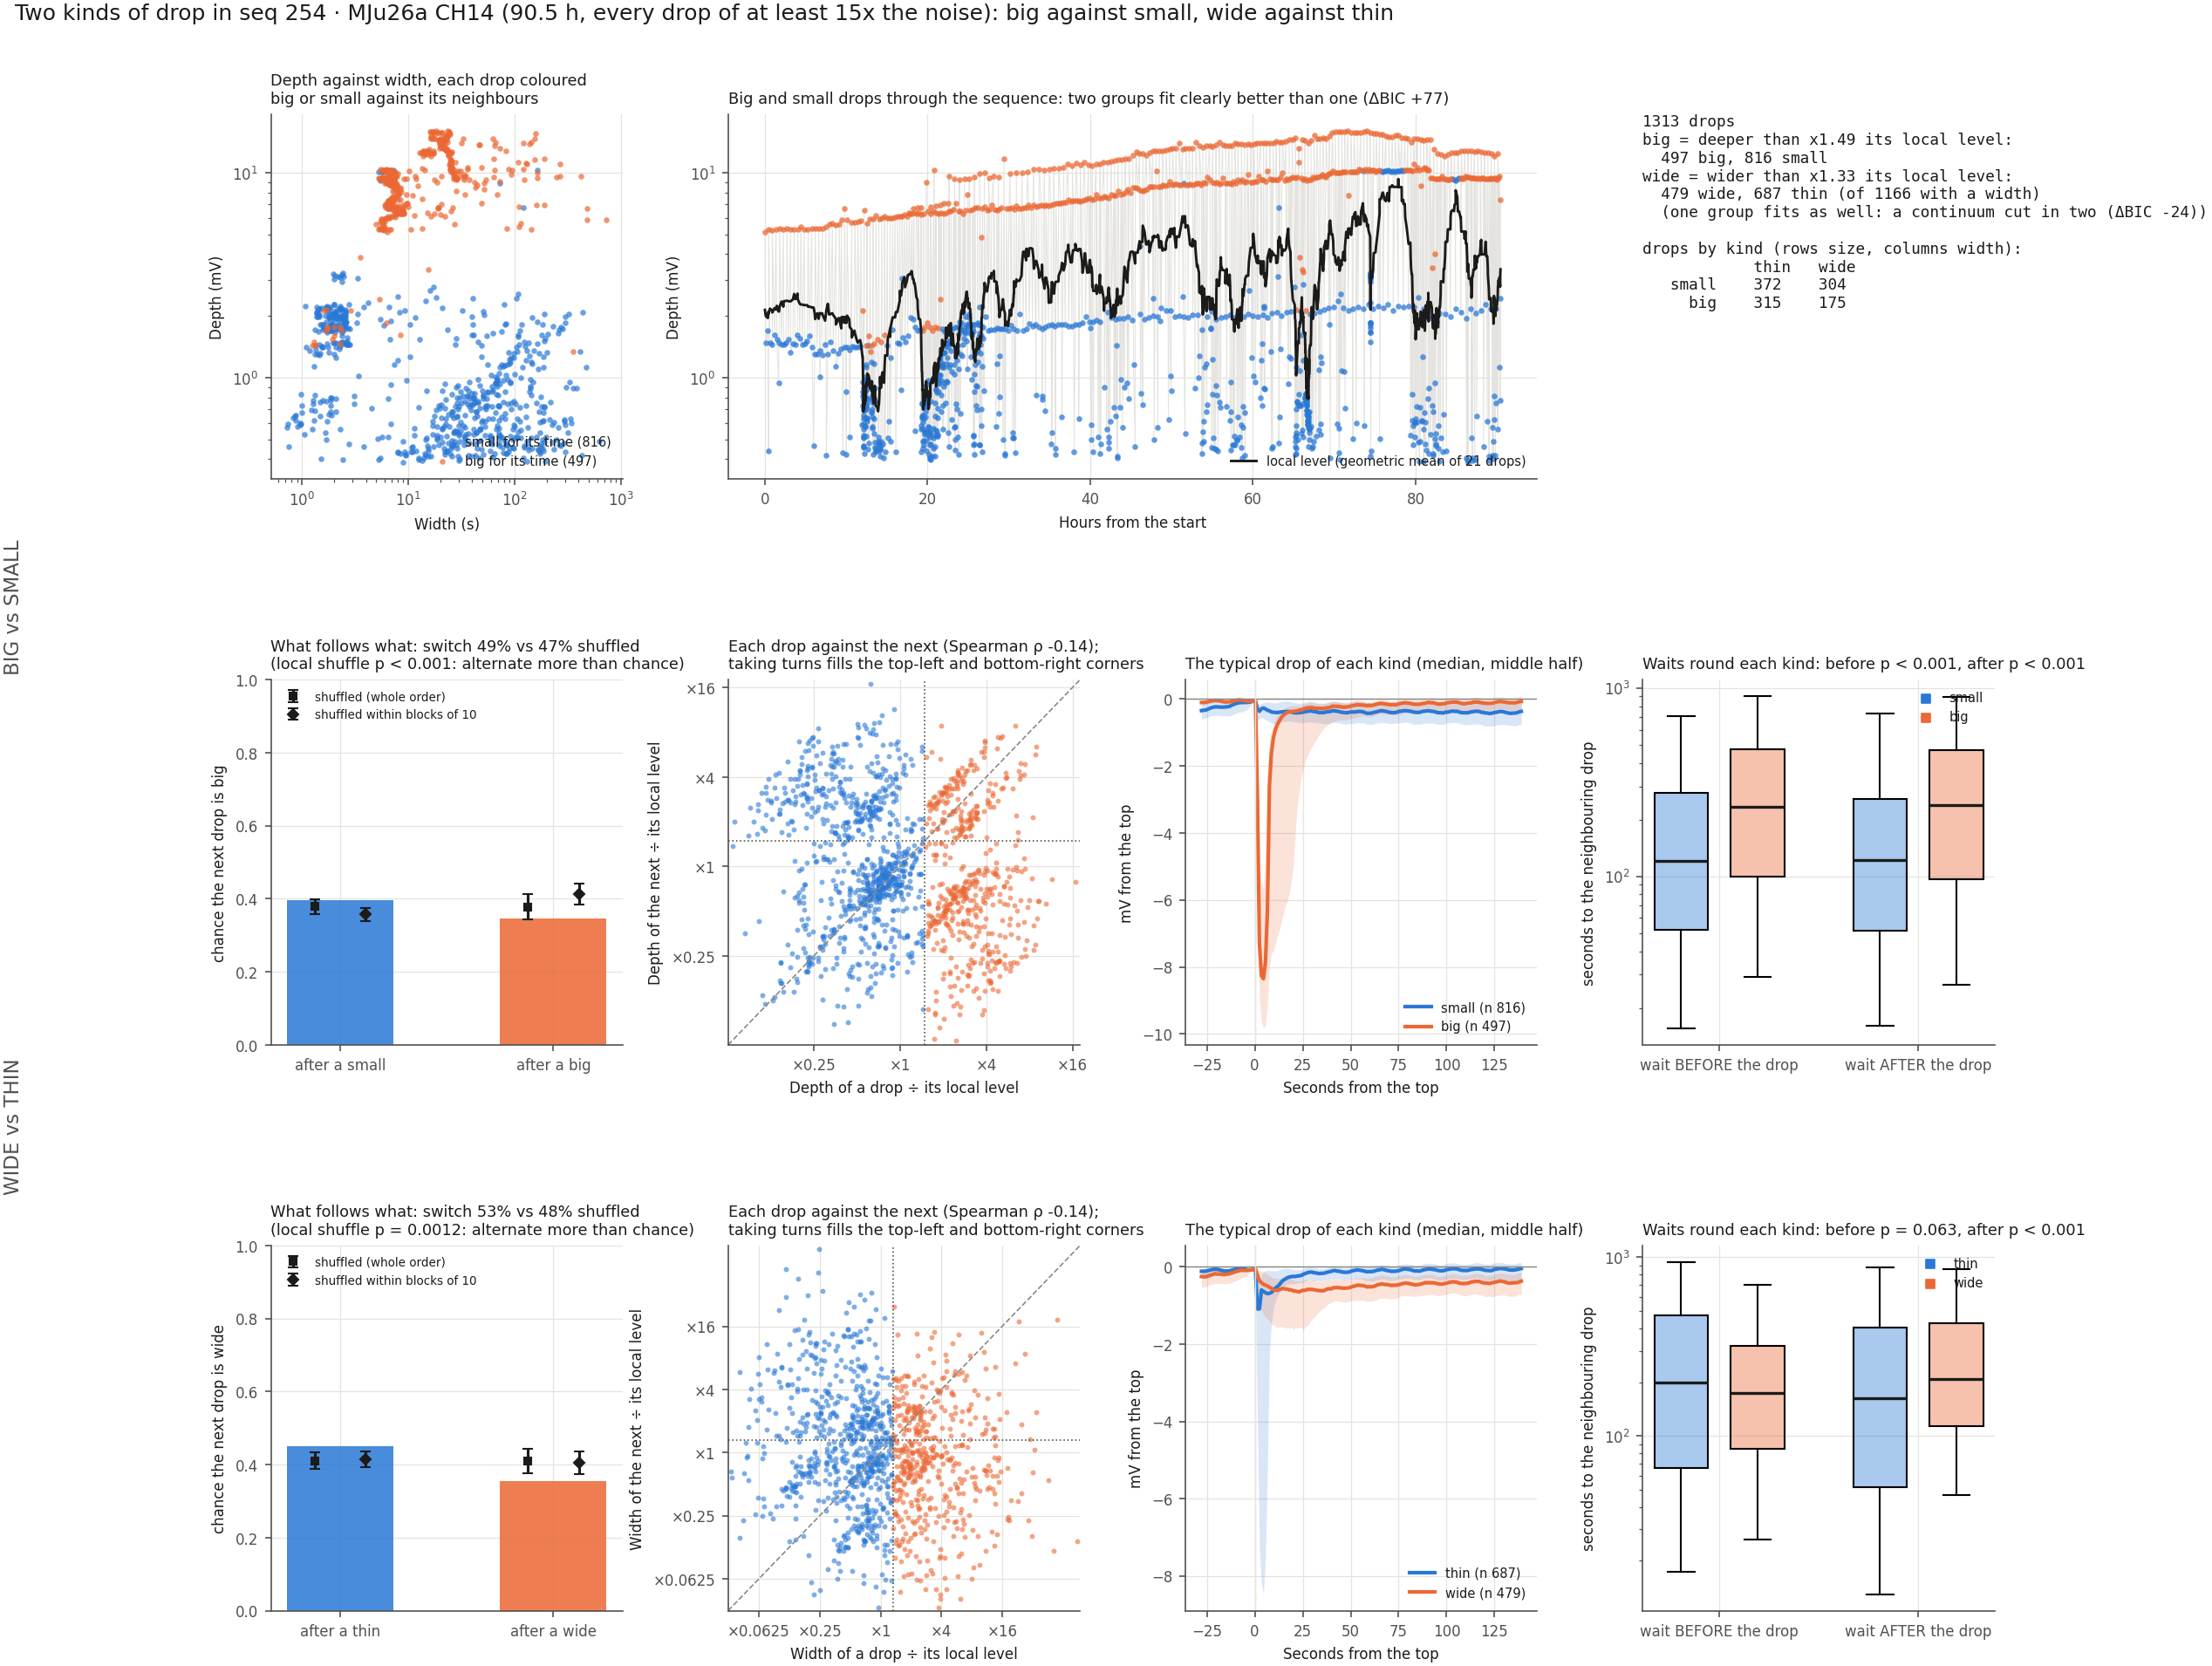 Two kinds of drop in seq 254 · MJu26a CH14 (90.5 h, every drop of at least 15x the noise): big against small, wide against thin
Depth against width, each drop coloured
big or small against its neighbours
Depth (mV)
10¹
10⁰
small for its time (816)
big for its time (497)
10⁰ 10¹ 10² 10³
Width (s)
Big and small drops through the sequence: two groups fit clearly better than one (ΔBIC +77)
Depth (mV)
10¹
10⁰
local level (geometric mean of 21 drops)
0 20 40 60 80
Hours from the start
1313 drops
big = deeper than x1.49 its local level:
497 big, 816 small
wide = wider than x1.33 its local level:
479 wide, 687 thin (of 1166 with a width)
(one group fits as well: a continuum cut in two (ΔBIC -24))
drops by kind (rows size, columns width):
thin wide
small 372 304
big 315 175
BIG vs SMALL
What follows what: switch 49% vs 47% shuffled
(local shuffle p < 0.001: alternate more than chance)
chance the next drop is big
1.0
0.8
0.6
0.4
0.2
0.0
shuffled (whole order)
shuffled within blocks of 10
after a small after a big
Each drop against the next (Spearman ρ -0.14);
taking turns fills the top-left and bottom-right corners
Depth of the next ÷ its local level
×16
×4
×1
×0.25
×0.25 ×1 ×4 ×16
Depth of a drop ÷ its local level
The typical drop of each kind (median, middle half)
mV from the top
0
−2
−4
−6
−8
−10
small (n 816)
big (n 497)
−25 0 25 50 75 100 125
Seconds from the top
Waits round each kind: before p < 0.001, after p < 0.001
seconds to the neighbouring drop
10³
10²
small
big
wait BEFORE the drop wait AFTER the drop
WIDE vs THIN
What follows what: switch 53% vs 48% shuffled
(local shuffle p = 0.0012: alternate more than chance)
chance the next drop is wide
1.0
0.8
0.6
0.4
0.2
0.0
shuffled (whole order)
shuffled within blocks of 10
after a thin after a wide
Each drop against the next (Spearman ρ -0.14);
taking turns fills the top-left and bottom-right corners
Width of the next ÷ its local level
×16
×4
×1
×0.25
×0.0625
×0.0625 ×0.25 ×1 ×4 ×16
Width of a drop ÷ its local level
The typical drop of each kind (median, middle half)
mV from the top
0
−2
−4
−6
−8
thin (n 687)
wide (n 479)
−25 0 25 50 75 100 125
Seconds from the top
Waits round each kind: before p = 0.063, after p < 0.001
seconds to the neighbouring drop
10³
10²
thin
wide
wait BEFORE the drop wait AFTER the drop